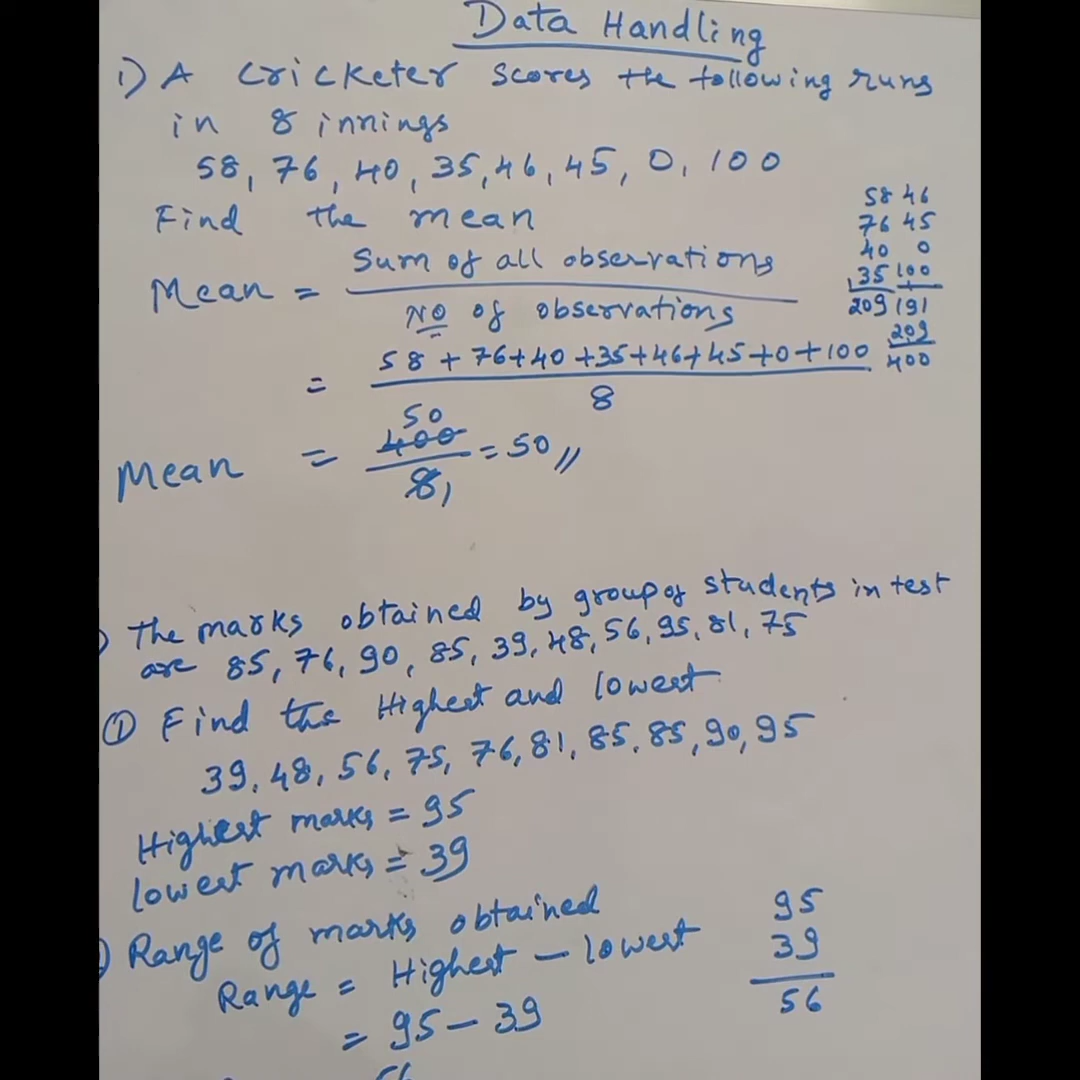 Data Handling
1) A cricketer scores the following runs
in 8 innings
58, 76, 40, 35, 46, 45, 0, 100
Find the mean
Mean = Sum of all observations
NO of observations
= 58 + 76 + 40 + 35 + 46 + 45 + 0 + 100
8
58 46
76 45
40 0
35 100
209 191
209
400
50
Mean = 400 = 50 //
8 1
The marks obtained by group of students in test
are 85, 76, 90, 85, 39, 48, 56, 95, 81, 75
① Find the Highest and lowest
39, 48, 56, 75, 76, 81, 85, 85, 90, 95
Highest marks = 95
lowest marks = 39
Range of marks obtained
Range = Highest - lowest
= 95 - 39
95
39
56